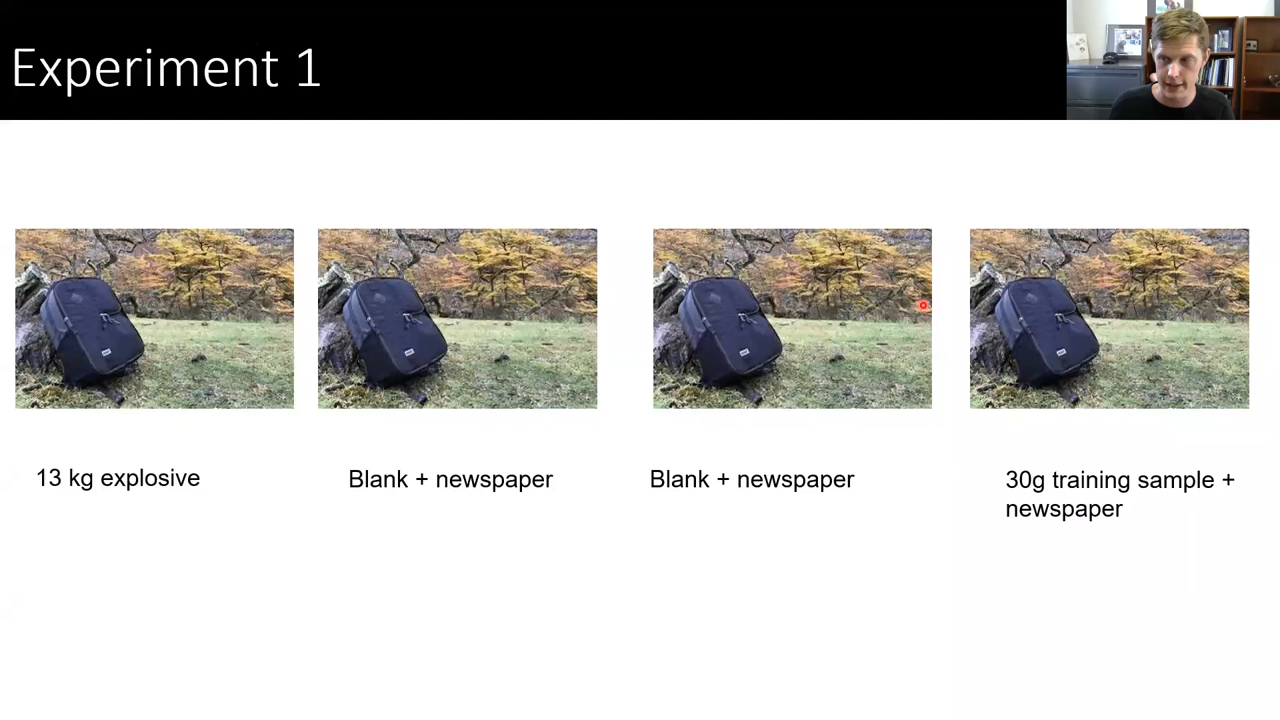 Experiment 1
13 kg explosive
Blank + newspaper
Blank + newspaper
30g training sample +
newspaper